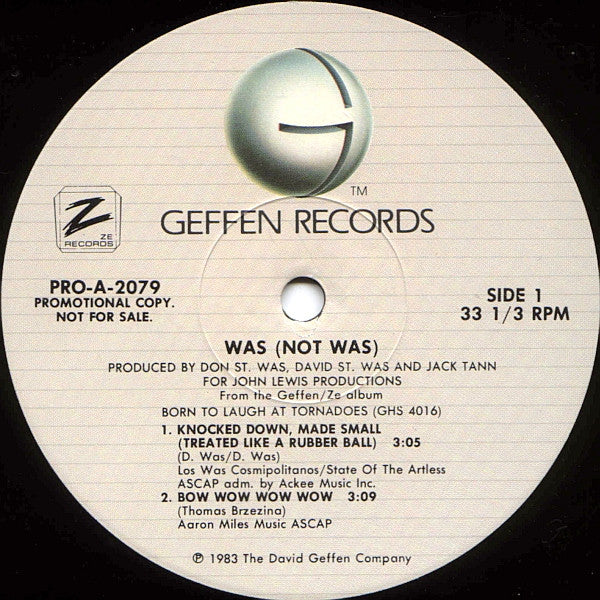 G
TM
GEFFEN RECORDS
Z
ZE
RECORDS
PRO-A-2079
PROMOTIONAL COPY.
NOT FOR SALE.
SIDE 1
33 1/3 RPM
WAS (NOT WAS)
PRODUCED BY DON ST. WAS, DAVID ST. WAS AND JACK TANN
FOR JOHN LEWIS PRODUCTIONS
From the Geffen/Ze album
BORN TO LAUGH AT TORNADOES (GHS 4016)
1. KNOCKED DOWN, MADE SMALL
(TREATED LIKE A RUBBER BALL) 3:05
(D. Was/D. Was)
Los Was Cosmipolitanos/State Of The Artless
ASCAP adm. by Ackee Music Inc.
2. BOW WOW WOW WOW 3:09
(Thomas Brzezina)
Aaron Miles Music ASCAP
℗ 1983 The David Geffen Company